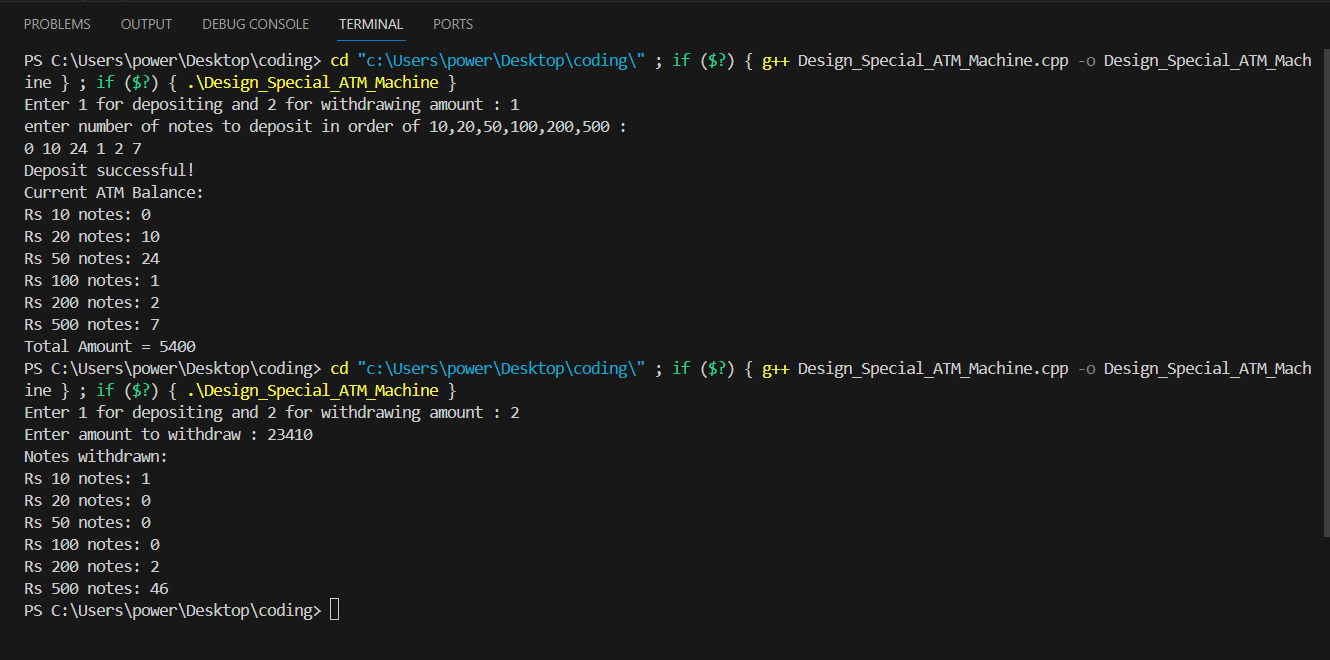 PROBLEMS OUTPUT DEBUG CONSOLE TERMINAL PORTS
PS C:\Users\power\Desktop\coding> cd "c:\Users\power\Desktop\coding\" ; if ($?) { g++ Design_Special_ATM_Machine.cpp -o Design_Special_ATM_Mach
ine } ; if ($?) { .\Design_Special_ATM_Machine }
Enter 1 for depositing and 2 for withdrawing amount : 1
enter number of notes to deposit in order of 10,20,50,100,200,500 :
0 10 24 1 2 7
Deposit successful!
Current ATM Balance:
Rs 10 notes: 0
Rs 20 notes: 10
Rs 50 notes: 24
Rs 100 notes: 1
Rs 200 notes: 2
Rs 500 notes: 7
Total Amount = 5400
PS C:\Users\power\Desktop\coding> cd "c:\Users\power\Desktop\coding\" ; if ($?) { g++ Design_Special_ATM_Machine.cpp -o Design_Special_ATM_Mach
ine } ; if ($?) { .\Design_Special_ATM_Machine }
Enter 1 for depositing and 2 for withdrawing amount : 2
Enter amount to withdraw : 23410
Notes withdrawn:
Rs 10 notes: 1
Rs 20 notes: 0
Rs 50 notes: 0
Rs 100 notes: 0
Rs 200 notes: 2
Rs 500 notes: 46
PS C:\Users\power\Desktop\coding>